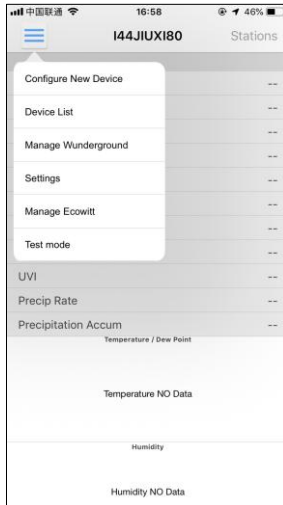 中国联通 16:58 46%
I44JIUXI80 Stations
Configure New Device
--
Device List
--
Manage Wunderground
--
--
Settings
--
Manage Ecowitt
--
--
Test mode
--
UVI --
Precip Rate --
Precipitation Accum --
Temperature / Dew Point
Temperature NO Data
Humidity
Humidity NO Data